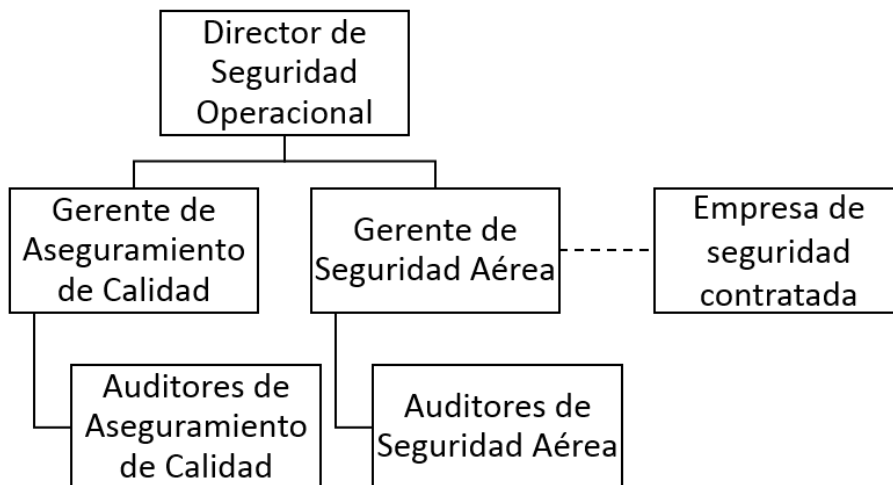 Director de
Seguridad
Operacional
Gerente de
Aseguramiento
de Calidad
Gerente de
Seguridad Aérea
Empresa de
seguridad
contratada
Auditores de
Aseguramiento
de Calidad
Auditores de
Seguridad Aérea